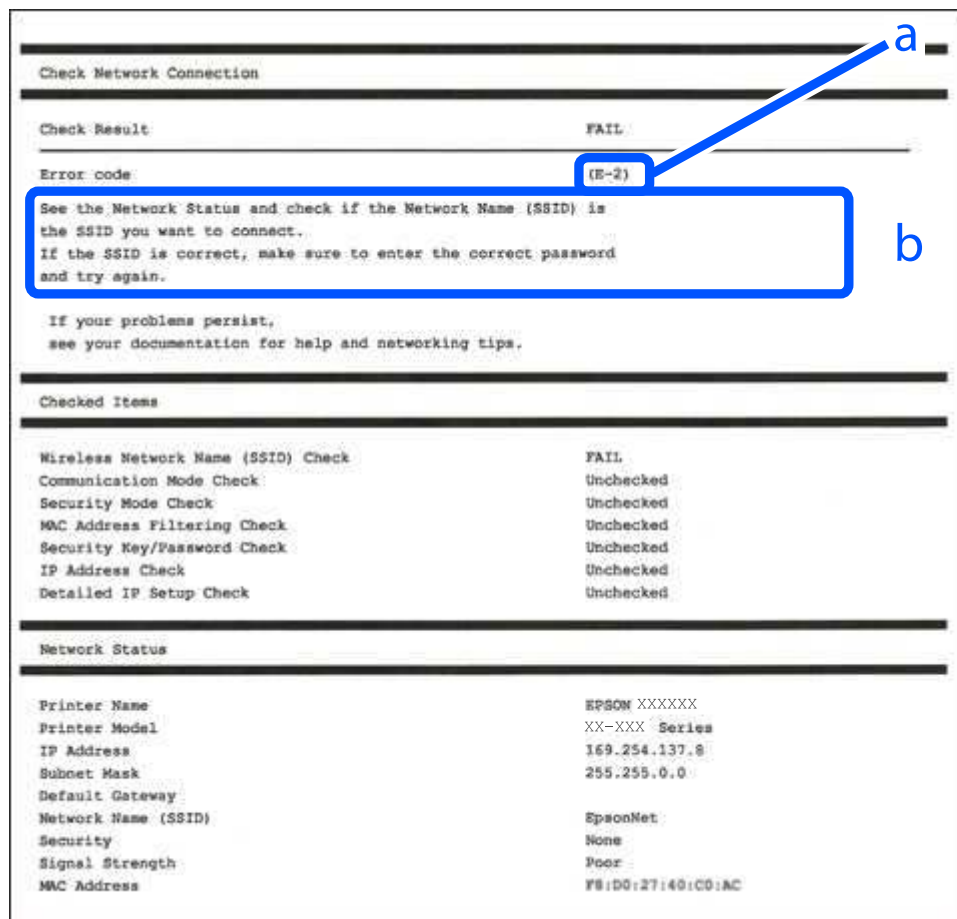 a
Check Network Connection
Check Result FAIL
Error code (E-2)
See the Network Status and check if the Network Name (SSID) is
the SSID you want to connect.
If the SSID is correct, make sure to enter the correct password
and try again.
b
If your problems persist,
see your documentation for help and networking tips.
Checked Items
Wireless Network Name (SSID) Check FAIL
Communication Mode Check Unchecked
Security Mode Check Unchecked
MAC Address Filtering Check Unchecked
Security Key/Password Check Unchecked
IP Address Check Unchecked
Detailed IP Setup Check Unchecked
Network Status
Printer Name EPSON XXXXXX
Printer Model XX-XXX Series
IP Address 169.254.137.8
Subnet Mask 255.255.0.0
Default Gateway
Network Name (SSID) EpsonNet
Security None
Signal Strength Poor
MAC Address F8:D0:27:40:C0:AC